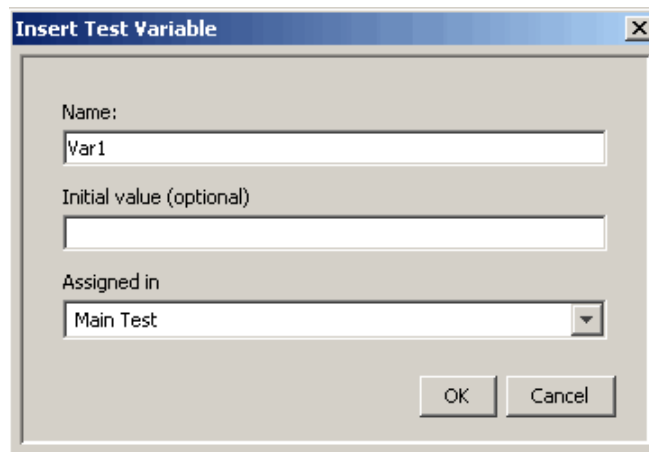 Insert Test Variable
Name:
Var1
Initial value (optional)
Assigned in
Main Test
OK Cancel